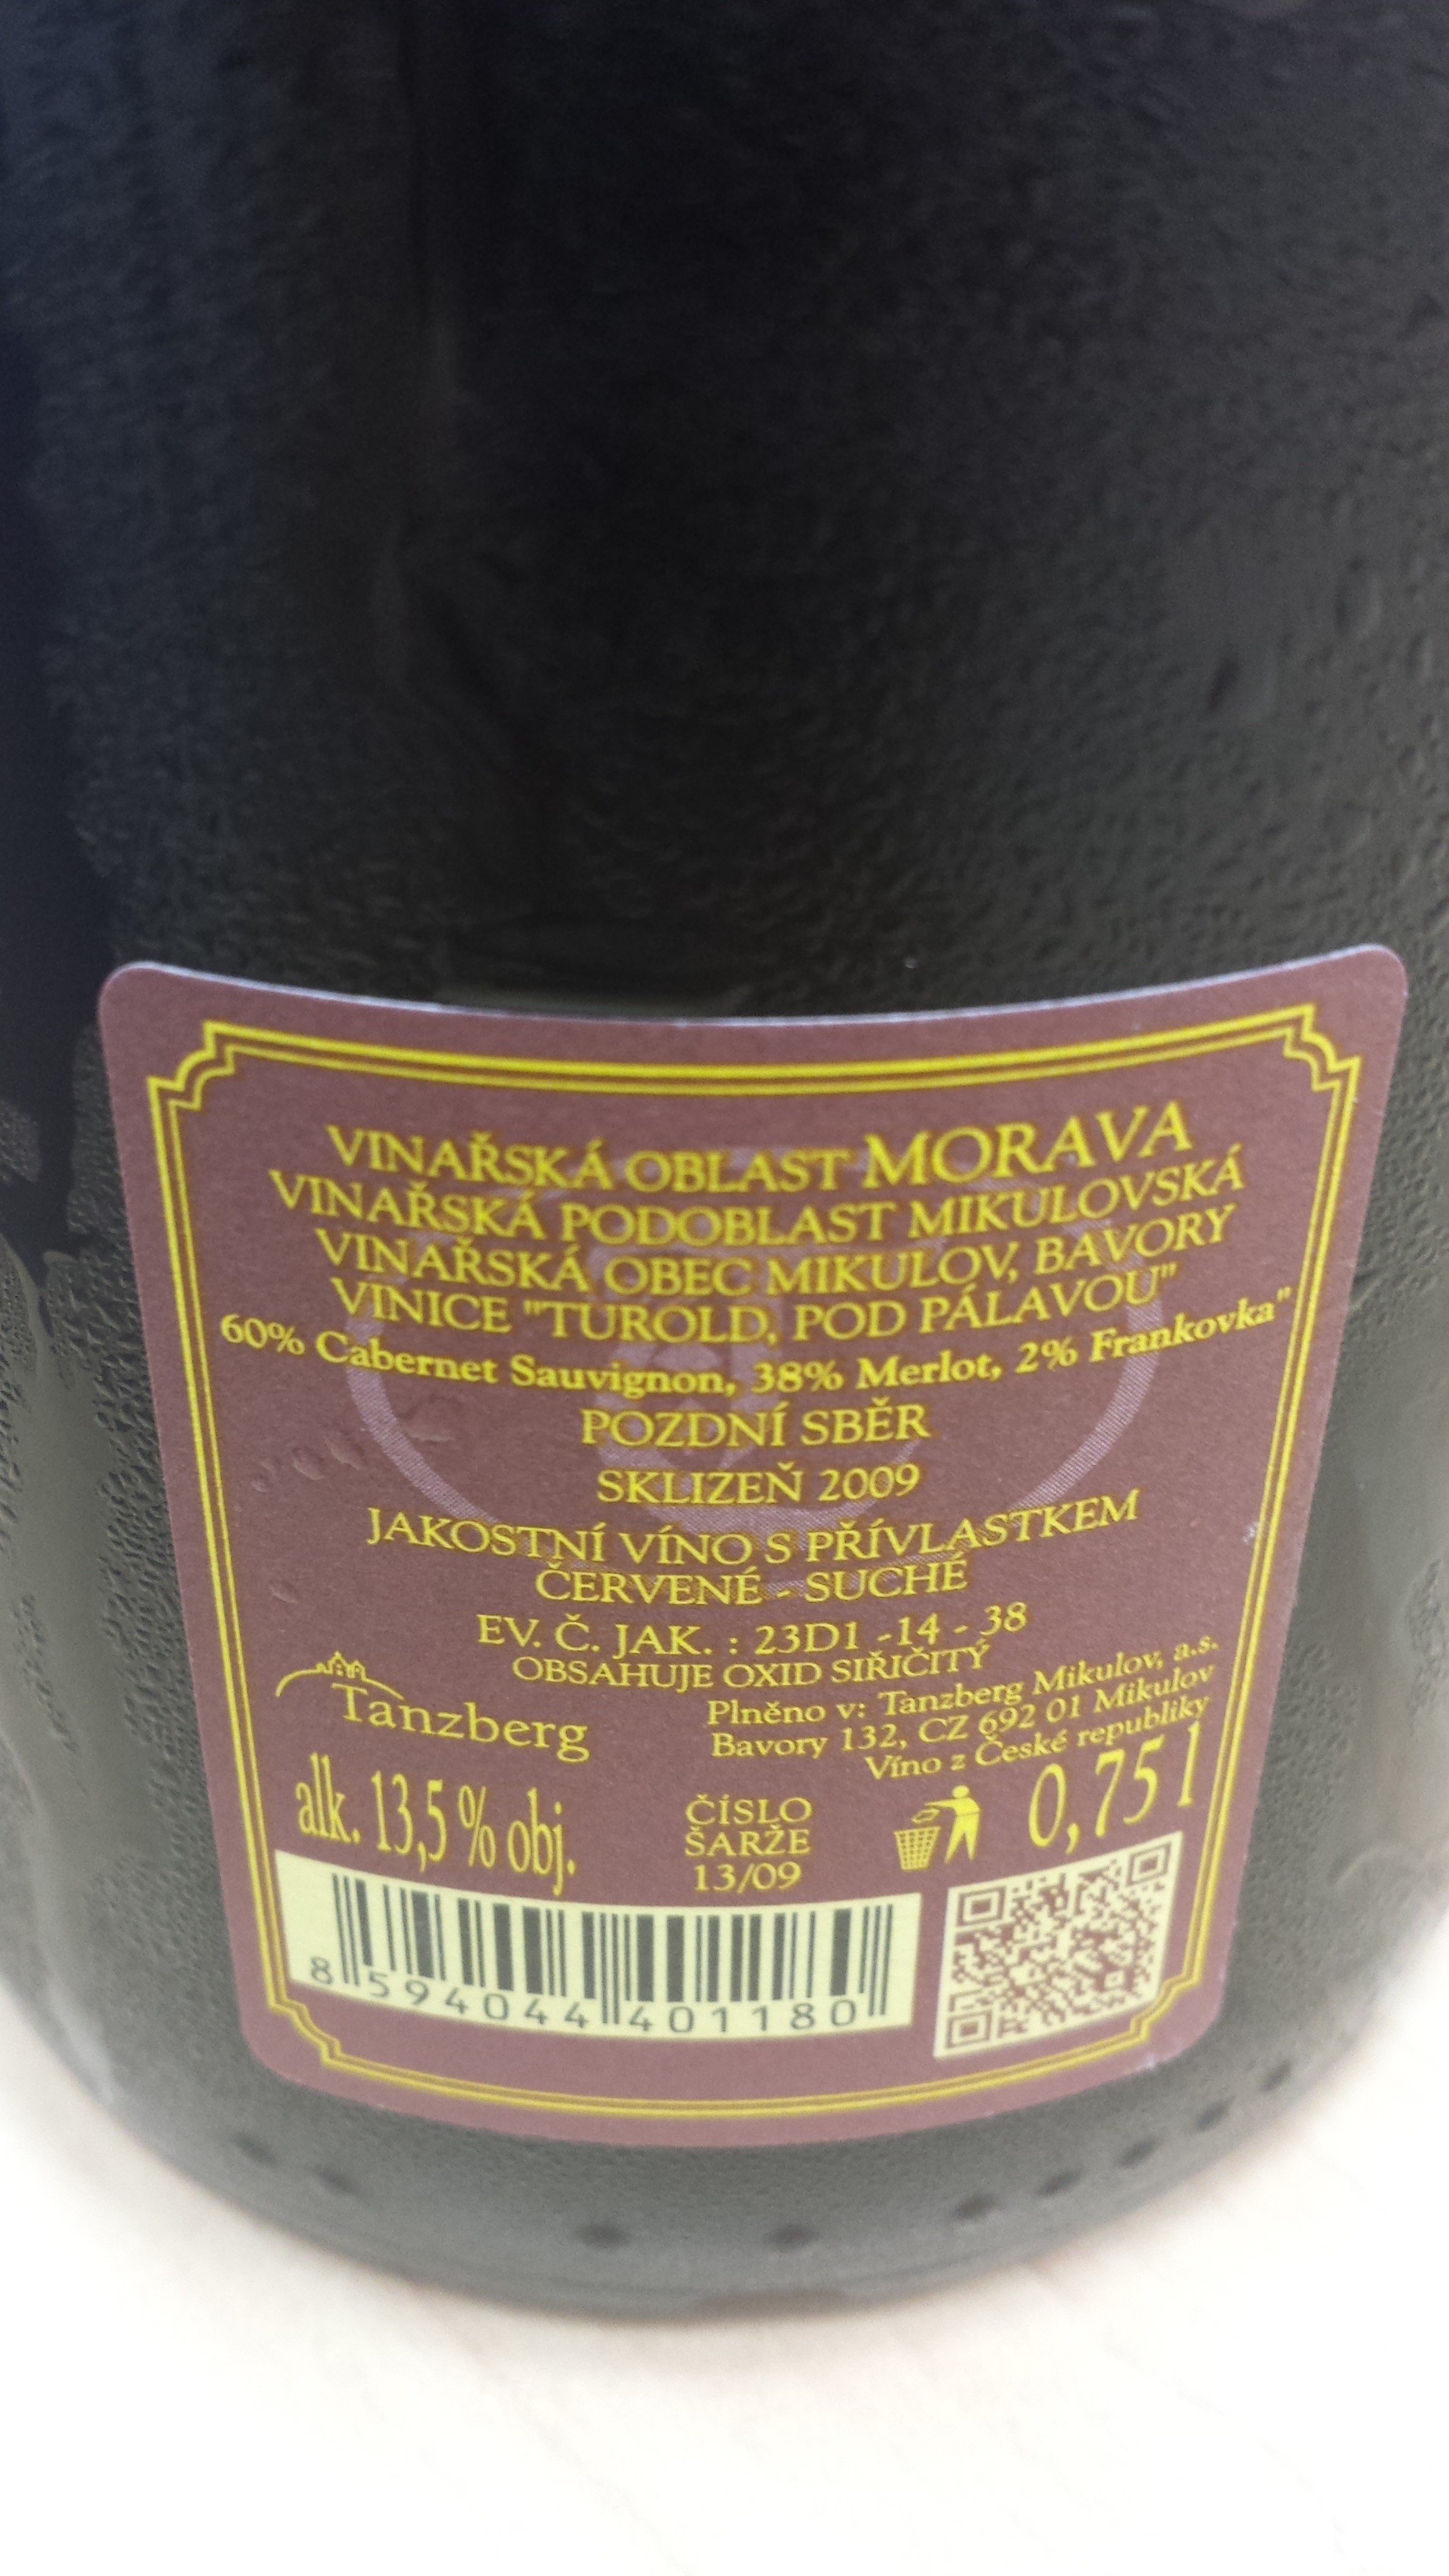 VINAŘSKÁ OBLAST MORAVA
VINAŘSKÁ PODOBLAST MIKULOVSKÁ
VINAŘSKÁ OBEC MIKULOV, BAVORY
VINICE "TUROLD, POD PÁLAVOU"
60% Cabernet Sauvignon, 38% Merlot, 2% Frankovka"
POZDNÍ SBĚR
SKLIZEŇ 2009
JAKOSTNÍ VÍNO S PŘÍVLASTKEM
ČERVENÉ - SUCHÉ
EV. Č. JAK. : 23D1 -14 - 38
OBSAHUJE OXID SIŘIČITÝ
Tanzberg
Plněno v: Tanzberg Mikulov, a.s.
Bavory 132, CZ 692 01 Mikulov
Víno z České republiky
alk. 13,5 % obj.
ČÍSLO
ŠARŽE
13/09
0,75 l
8 594044 401180